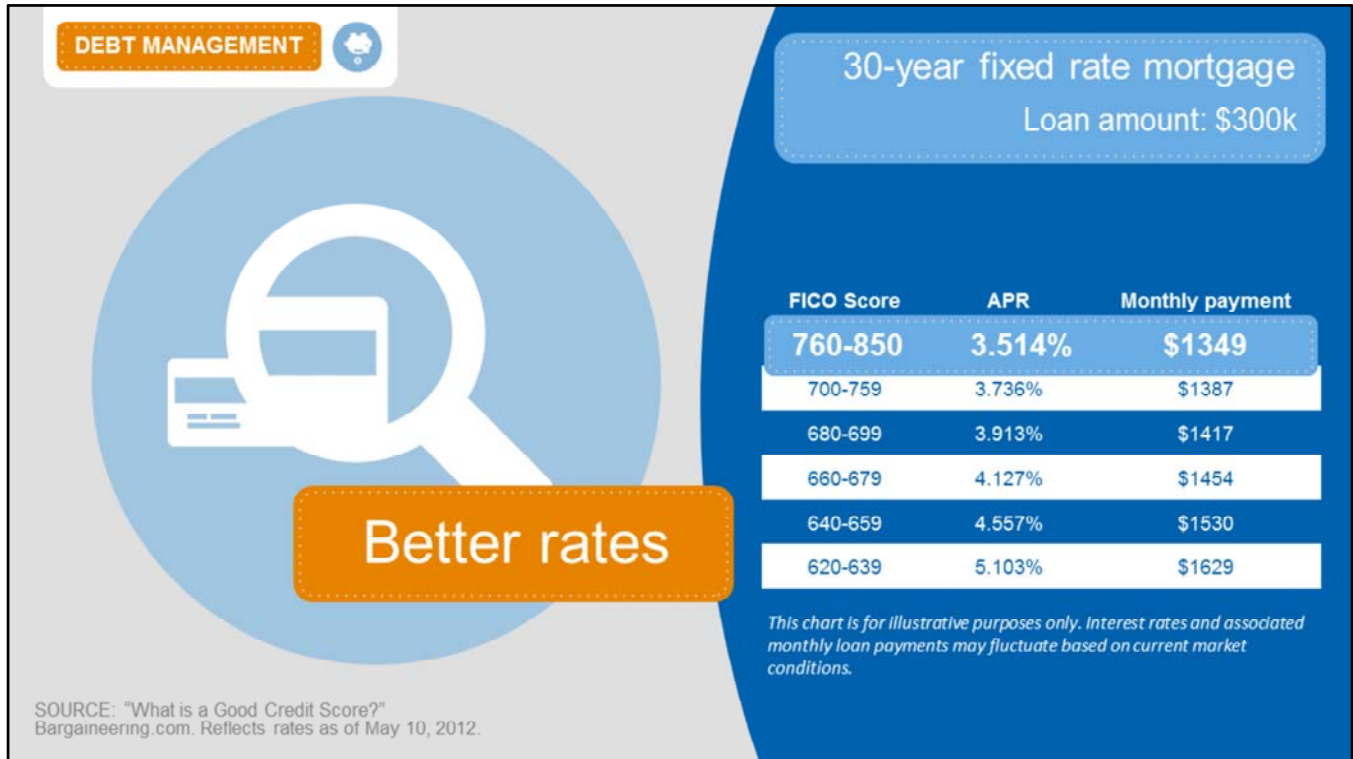 DEBT MANAGEMENT
30-year fixed rate mortgage
Loan amount: $300k
FICO Score APR Monthly payment
760-850 3.514% $1349
700-759 3.736% $1387
680-699 3.913% $1417
660-679 4.127% $1454
640-659 4.557% $1530
620-639 5.103% $1629
Better rates
This chart is for illustrative purposes only. Interest rates and associated
monthly loan payments may fluctuate based on current market
conditions.
SOURCE: "What is a Good Credit Score?"
Bargaineering.com. Reflects rates as of May 10, 2012.